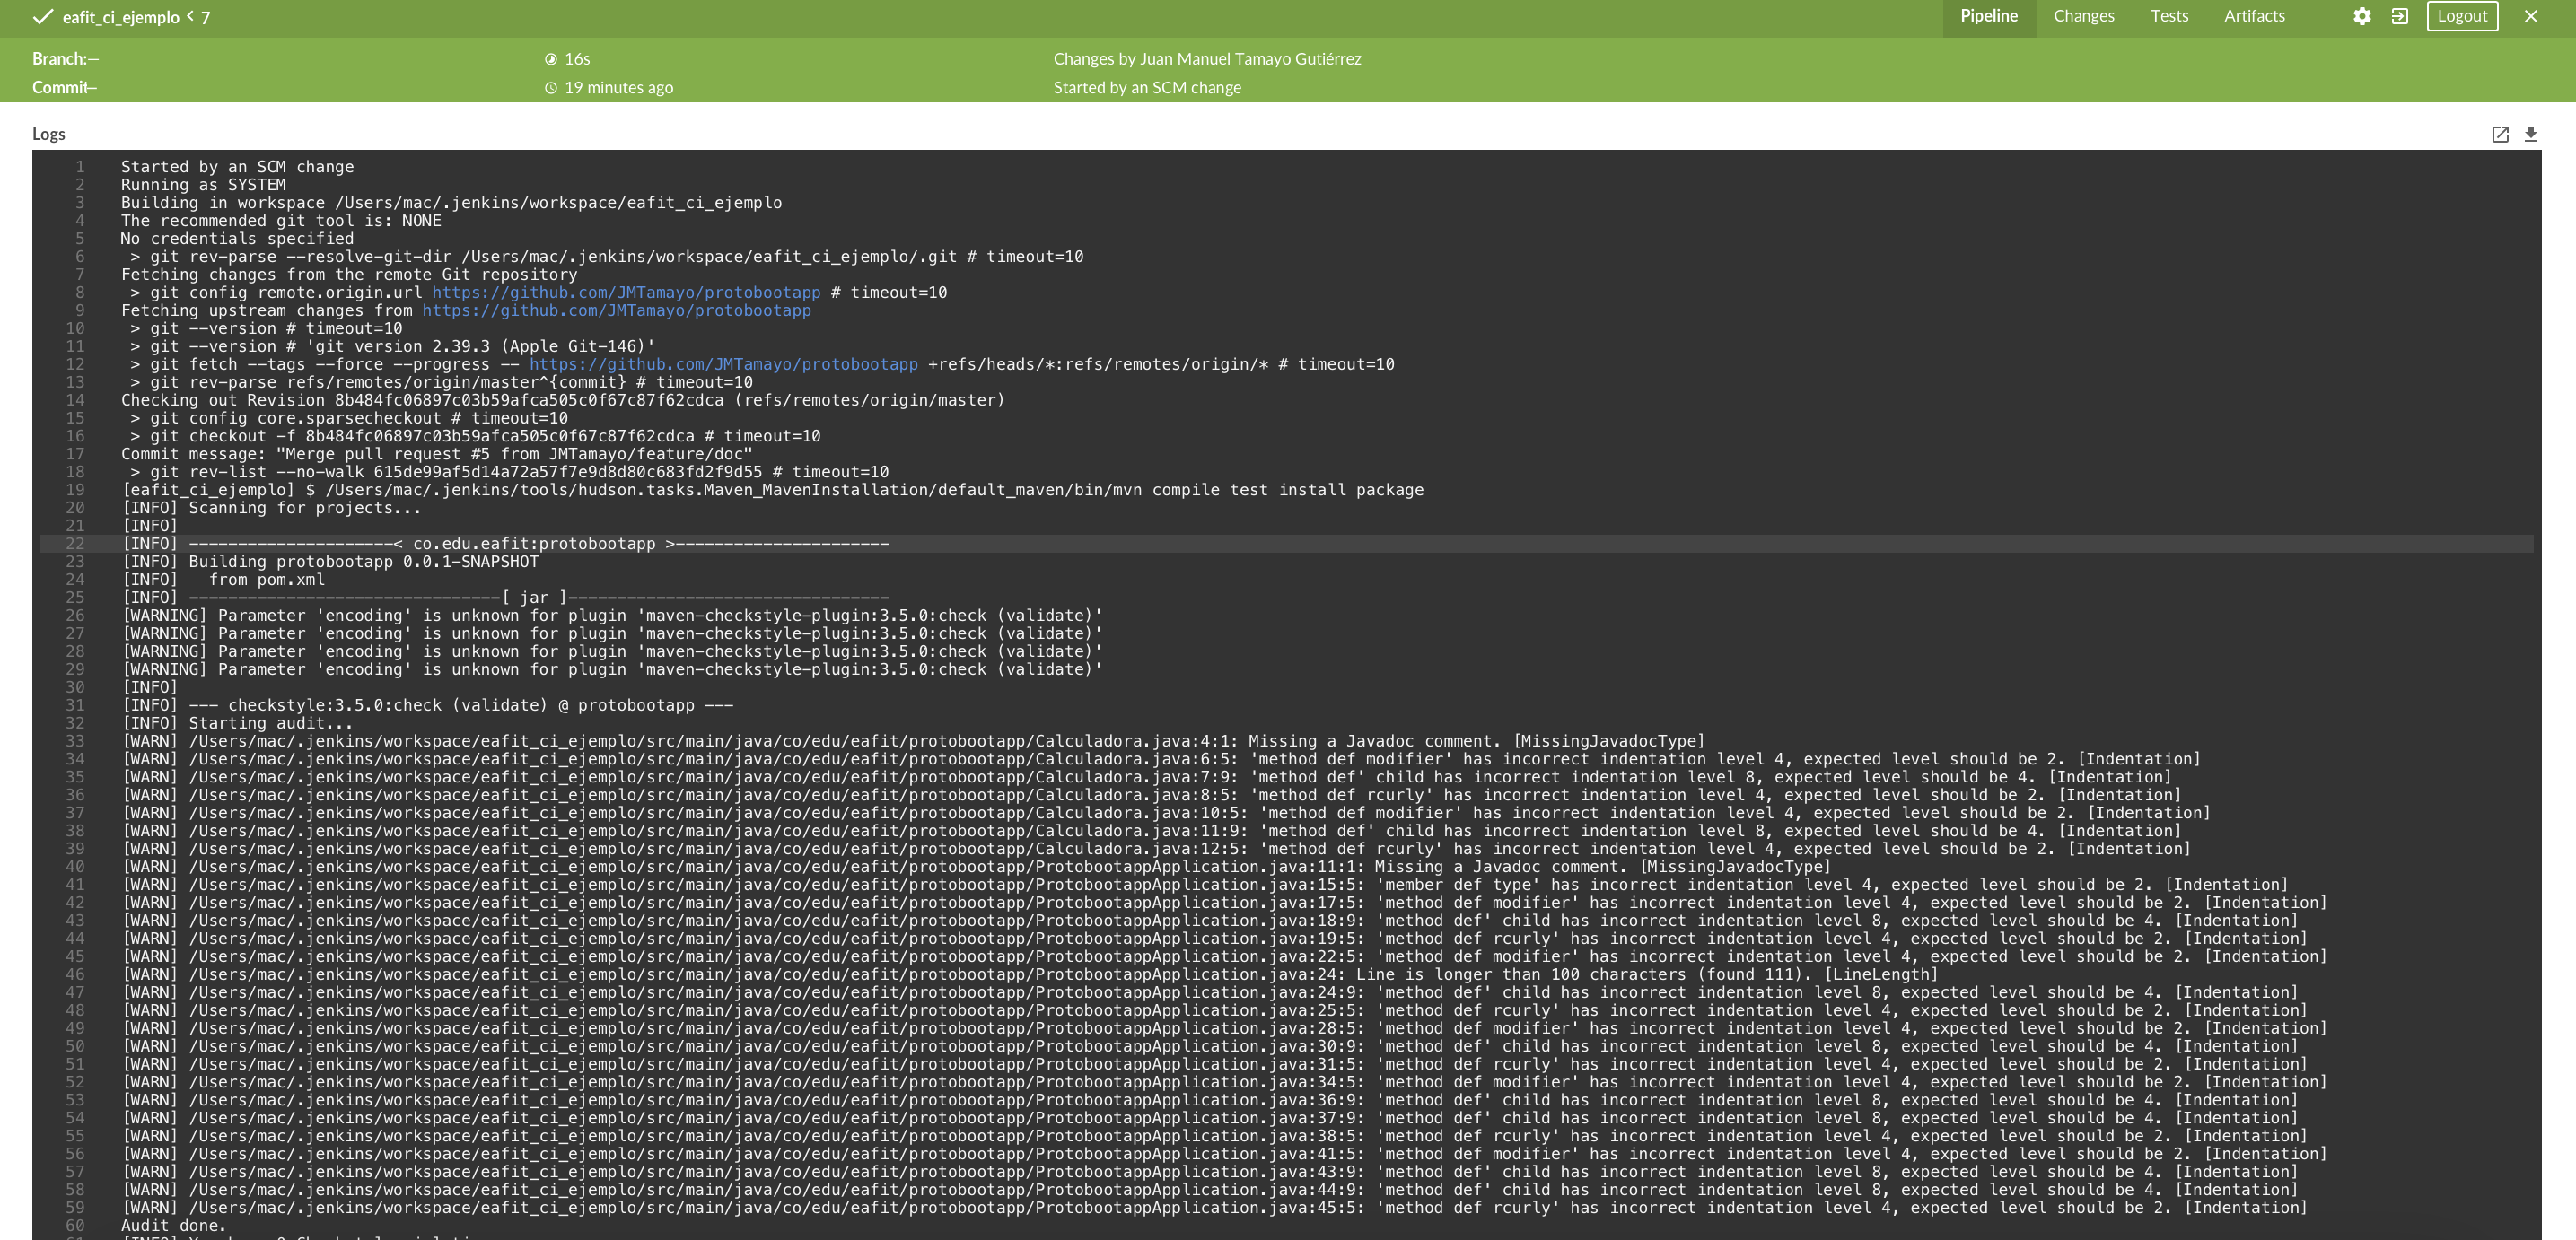 eafit_ci_ejemplo < 7
Pipeline
Changes
Tests
Artifacts
Logout
Branch:—
16s
Changes by Juan Manuel Tamayo Gutiérrez
Commit—
19 minutes ago
Started by an SCM change
Logs
1 Started by an SCM change
2 Running as SYSTEM
3 Building in workspace /Users/mac/.jenkins/workspace/eafit_ci_ejemplo
4 The recommended git tool is: NONE
5 No credentials specified
6 > git rev-parse --resolve-git-dir /Users/mac/.jenkins/workspace/eafit_ci_ejemplo/.git # timeout=10
7 Fetching changes from the remote Git repository
8 > git config remote.origin.url https://github.com/JMTamayo/protobootapp # timeout=10
9 Fetching upstream changes from https://github.com/JMTamayo/protobootapp
10 > git --version # timeout=10
11 > git --version # 'git version 2.39.3 (Apple Git-146)'
12 > git fetch --tags --force --progress -- https://github.com/JMTamayo/protobootapp +refs/heads/*:refs/remotes/origin/* # timeout=10
13 > git rev-parse refs/remotes/origin/master^{commit} # timeout=10
14 Checking out Revision 8b484fc06897c03b59afca505c0f67c87f62cdca (refs/remotes/origin/master)
15 > git config core.sparsecheckout # timeout=10
16 > git checkout -f 8b484fc06897c03b59afca505c0f67c87f62cdca # timeout=10
17 Commit message: "Merge pull request #5 from JMTamayo/feature/doc"
18 > git rev-list --no-walk 615de99af5d14a72a57f7e9d8d80c683fd2f9d55 # timeout=10
19 [eafit_ci_ejemplo] $ /Users/mac/.jenkins/tools/hudson.tasks.Maven_MavenInstallation/default_maven/bin/mvn compile test install package
20 [INFO] Scanning for projects...
21 [INFO]
22 [INFO] ---------------------< co.edu.eafit:protobootapp >----------------------
23 [INFO] Building protobootapp 0.0.1-SNAPSHOT
24 [INFO]   from pom.xml
25 [INFO] --------------------------------[ jar ]---------------------------------
26 [WARNING] Parameter 'encoding' is unknown for plugin 'maven-checkstyle-plugin:3.5.0:check (validate)'
27 [WARNING] Parameter 'encoding' is unknown for plugin 'maven-checkstyle-plugin:3.5.0:check (validate)'
28 [WARNING] Parameter 'encoding' is unknown for plugin 'maven-checkstyle-plugin:3.5.0:check (validate)'
29 [WARNING] Parameter 'encoding' is unknown for plugin 'maven-checkstyle-plugin:3.5.0:check (validate)'
30 [INFO]
31 [INFO] --- checkstyle:3.5.0:check (validate) @ protobootapp ---
32 [INFO] Starting audit...
33 [WARN] /Users/mac/.jenkins/workspace/eafit_ci_ejemplo/src/main/java/co/edu/eafit/protobootapp/Calculadora.java:4:1: Missing a Javadoc comment. [MissingJavadocType]
34 [WARN] /Users/mac/.jenkins/workspace/eafit_ci_ejemplo/src/main/java/co/edu/eafit/protobootapp/Calculadora.java:6:5: 'method def modifier' has incorrect indentation level 4, expected level should be 2. [Indentation]
35 [WARN] /Users/mac/.jenkins/workspace/eafit_ci_ejemplo/src/main/java/co/edu/eafit/protobootapp/Calculadora.java:7:9: 'method def' child has incorrect indentation level 8, expected level should be 4. [Indentation]
36 [WARN] /Users/mac/.jenkins/workspace/eafit_ci_ejemplo/src/main/java/co/edu/eafit/protobootapp/Calculadora.java:8:5: 'method def rcurly' has incorrect indentation level 4, expected level should be 2. [Indentation]
37 [WARN] /Users/mac/.jenkins/workspace/eafit_ci_ejemplo/src/main/java/co/edu/eafit/protobootapp/Calculadora.java:10:5: 'method def modifier' has incorrect indentation level 4, expected level should be 2. [Indentation]
38 [WARN] /Users/mac/.jenkins/workspace/eafit_ci_ejemplo/src/main/java/co/edu/eafit/protobootapp/Calculadora.java:11:9: 'method def' child has incorrect indentation level 8, expected level should be 4. [Indentation]
39 [WARN] /Users/mac/.jenkins/workspace/eafit_ci_ejemplo/src/main/java/co/edu/eafit/protobootapp/Calculadora.java:12:5: 'method def rcurly' has incorrect indentation level 4, expected level should be 2. [Indentation]
40 [WARN] /Users/mac/.jenkins/workspace/eafit_ci_ejemplo/src/main/java/co/edu/eafit/protobootapp/ProtobootappApplication.java:11:1: Missing a Javadoc comment. [MissingJavadocType]
41 [WARN] /Users/mac/.jenkins/workspace/eafit_ci_ejemplo/src/main/java/co/edu/eafit/protobootapp/ProtobootappApplication.java:15:5: 'member def type' has incorrect indentation level 4, expected level should be 2. [Indentation]
42 [WARN] /Users/mac/.jenkins/workspace/eafit_ci_ejemplo/src/main/java/co/edu/eafit/protobootapp/ProtobootappApplication.java:17:5: 'method def modifier' has incorrect indentation level 4, expected level should be 2. [Indentation]
43 [WARN] /Users/mac/.jenkins/workspace/eafit_ci_ejemplo/src/main/java/co/edu/eafit/protobootapp/ProtobootappApplication.java:18:9: 'method def' child has incorrect indentation level 8, expected level should be 4. [Indentation]
44 [WARN] /Users/mac/.jenkins/workspace/eafit_ci_ejemplo/src/main/java/co/edu/eafit/protobootapp/ProtobootappApplication.java:19:5: 'method def rcurly' has incorrect indentation level 4, expected level should be 2. [Indentation]
45 [WARN] /Users/mac/.jenkins/workspace/eafit_ci_ejemplo/src/main/java/co/edu/eafit/protobootapp/ProtobootappApplication.java:22:5: 'method def modifier' has incorrect indentation level 4, expected level should be 2. [Indentation]
46 [WARN] /Users/mac/.jenkins/workspace/eafit_ci_ejemplo/src/main/java/co/edu/eafit/protobootapp/ProtobootappApplication.java:24: Line is longer than 100 characters (found 111). [LineLength]
47 [WARN] /Users/mac/.jenkins/workspace/eafit_ci_ejemplo/src/main/java/co/edu/eafit/protobootapp/ProtobootappApplication.java:24:9: 'method def' child has incorrect indentation level 8, expected level should be 4. [Indentation]
48 [WARN] /Users/mac/.jenkins/workspace/eafit_ci_ejemplo/src/main/java/co/edu/eafit/protobootapp/ProtobootappApplication.java:25:5: 'method def rcurly' has incorrect indentation level 4, expected level should be 2. [Indentation]
49 [WARN] /Users/mac/.jenkins/workspace/eafit_ci_ejemplo/src/main/java/co/edu/eafit/protobootapp/ProtobootappApplication.java:28:5: 'method def modifier' has incorrect indentation level 4, expected level should be 2. [Indentation]
50 [WARN] /Users/mac/.jenkins/workspace/eafit_ci_ejemplo/src/main/java/co/edu/eafit/protobootapp/ProtobootappApplication.java:30:9: 'method def' child has incorrect indentation level 8, expected level should be 4. [Indentation]
51 [WARN] /Users/mac/.jenkins/workspace/eafit_ci_ejemplo/src/main/java/co/edu/eafit/protobootapp/ProtobootappApplication.java:31:5: 'method def rcurly' has incorrect indentation level 4, expected level should be 2. [Indentation]
52 [WARN] /Users/mac/.jenkins/workspace/eafit_ci_ejemplo/src/main/java/co/edu/eafit/protobootapp/ProtobootappApplication.java:34:5: 'method def modifier' has incorrect indentation level 4, expected level should be 2. [Indentation]
53 [WARN] /Users/mac/.jenkins/workspace/eafit_ci_ejemplo/src/main/java/co/edu/eafit/protobootapp/ProtobootappApplication.java:36:9: 'method def' child has incorrect indentation level 8, expected level should be 4. [Indentation]
54 [WARN] /Users/mac/.jenkins/workspace/eafit_ci_ejemplo/src/main/java/co/edu/eafit/protobootapp/ProtobootappApplication.java:37:9: 'method def' child has incorrect indentation level 8, expected level should be 4. [Indentation]
55 [WARN] /Users/mac/.jenkins/workspace/eafit_ci_ejemplo/src/main/java/co/edu/eafit/protobootapp/ProtobootappApplication.java:38:5: 'method def rcurly' has incorrect indentation level 4, expected level should be 2. [Indentation]
56 [WARN] /Users/mac/.jenkins/workspace/eafit_ci_ejemplo/src/main/java/co/edu/eafit/protobootapp/ProtobootappApplication.java:41:5: 'method def modifier' has incorrect indentation level 4, expected level should be 2. [Indentation]
57 [WARN] /Users/mac/.jenkins/workspace/eafit_ci_ejemplo/src/main/java/co/edu/eafit/protobootapp/ProtobootappApplication.java:43:9: 'method def' child has incorrect indentation level 8, expected level should be 4. [Indentation]
58 [WARN] /Users/mac/.jenkins/workspace/eafit_ci_ejemplo/src/main/java/co/edu/eafit/protobootapp/ProtobootappApplication.java:44:9: 'method def' child has incorrect indentation level 8, expected level should be 4. [Indentation]
59 [WARN] /Users/mac/.jenkins/workspace/eafit_ci_ejemplo/src/main/java/co/edu/eafit/protobootapp/ProtobootappApplication.java:45:5: 'method def rcurly' has incorrect indentation level 4, expected level should be 2. [Indentation]
60 Audit done.